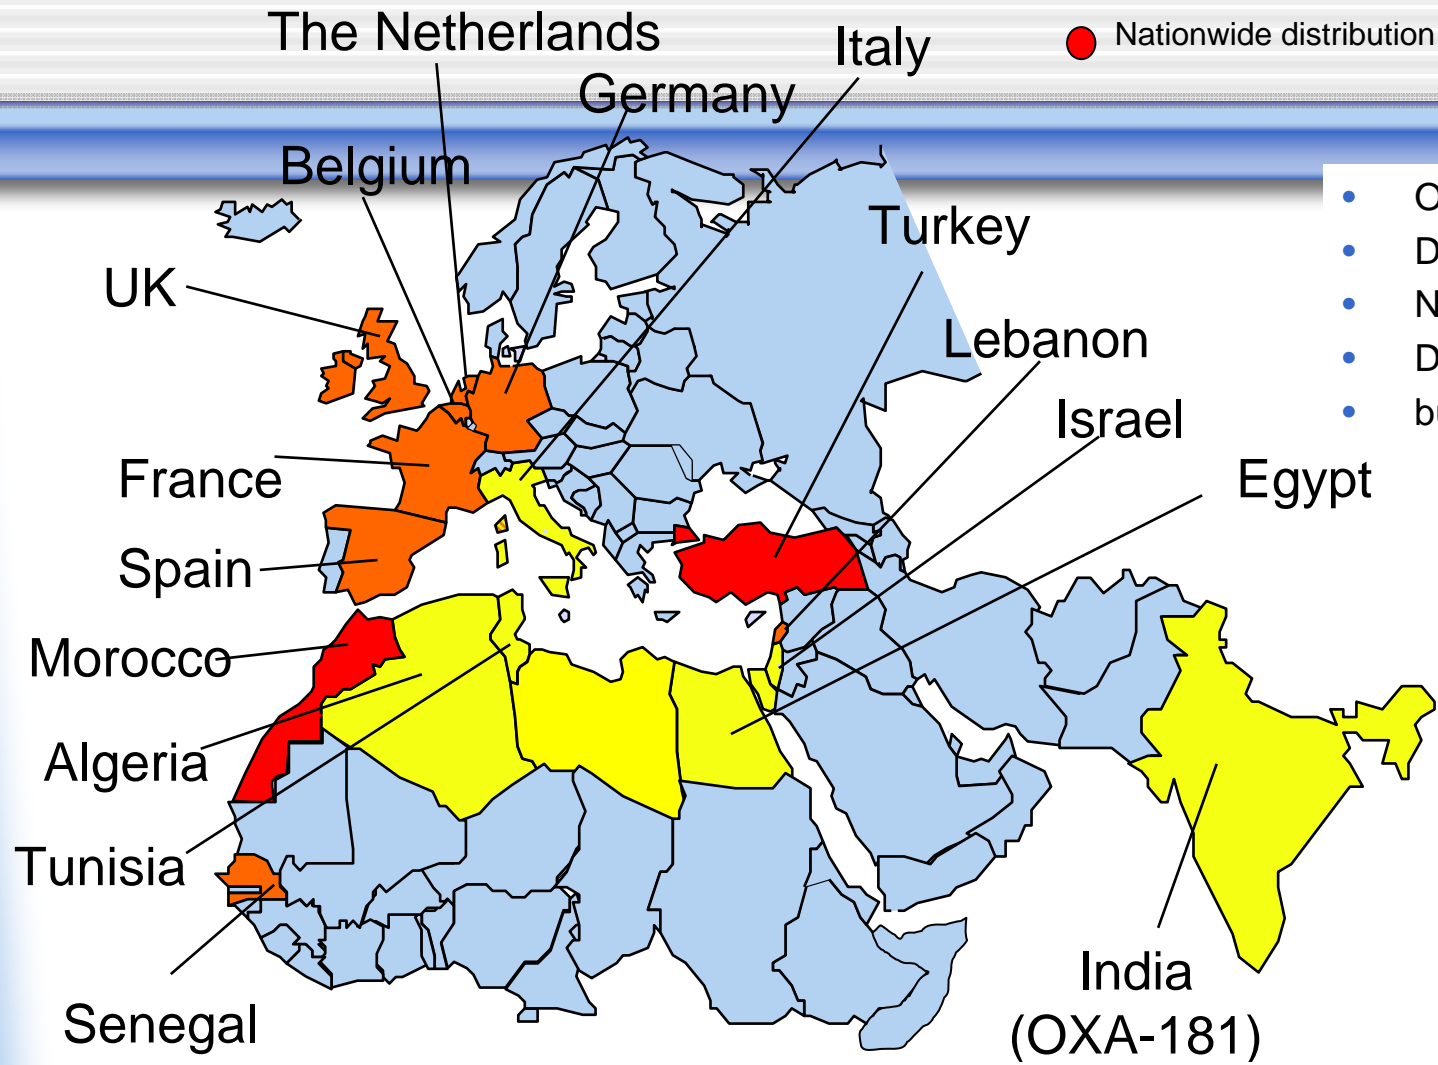 The Netherlands
Italy
Nationwide distribution
Germany
Belgium
Turkey
UK
Lebanon
Israel
France
Egypt
Spain
Morocco
Algeria
Tunisia
Senegal
India
(OXA-181)